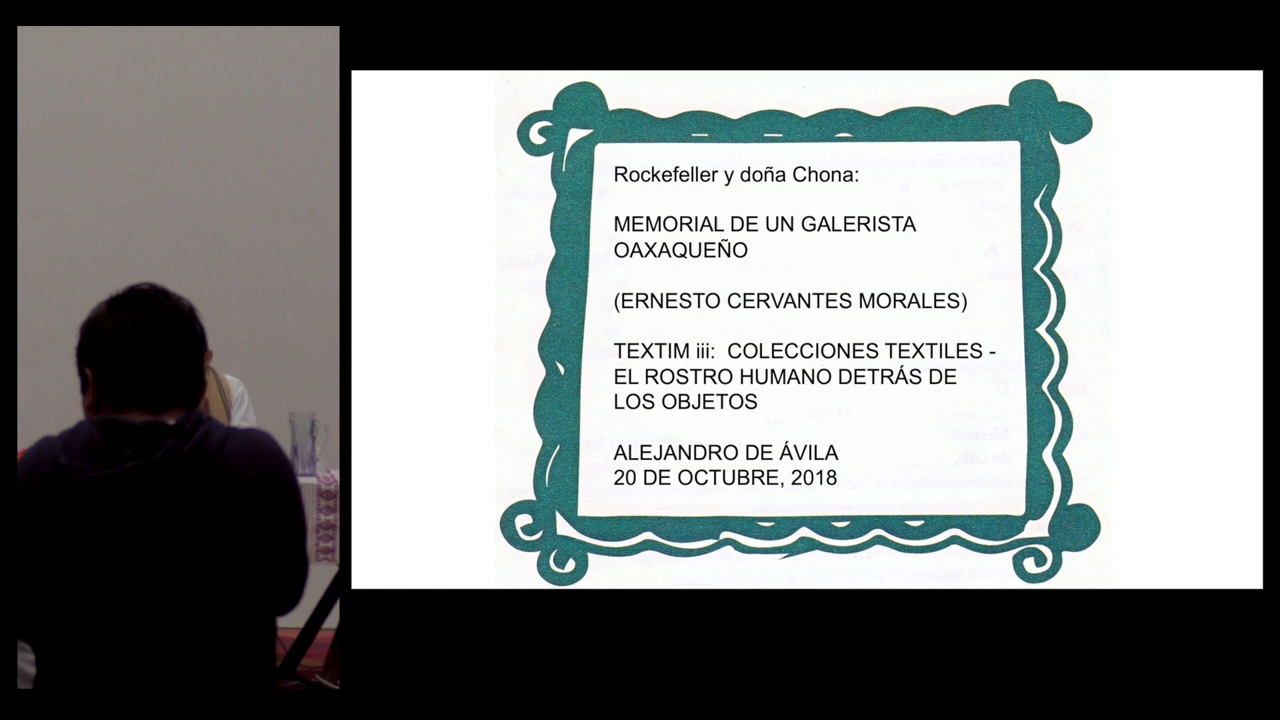 Rockefeller y doña Chona:
MEMORIAL DE UN GALERISTA
OAXAQUEÑO
(ERNESTO CERVANTES MORALES)
TEXTIM iii:  COLECCIONES TEXTILES -
EL ROSTRO HUMANO DETRÁS DE
LOS OBJETOS
ALEJANDRO DE ÁVILA
20 DE OCTUBRE, 2018